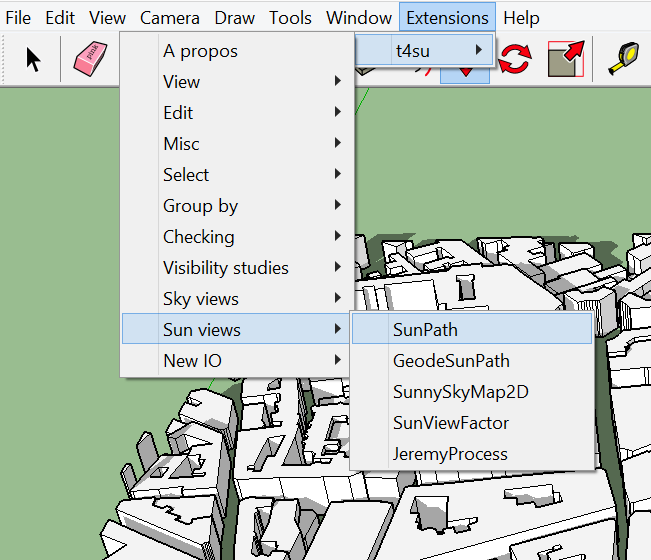 File Edit View Camera Draw Tools Window Extensions Help
pink
t4su
A propos
View
Edit
Misc
Select
Group by
Checking
Visibility studies
Sky views
Sun views
New IO
SunPath
GeodeSunPath
SunnySkyMap2D
SunViewFactor
JeremyProcess